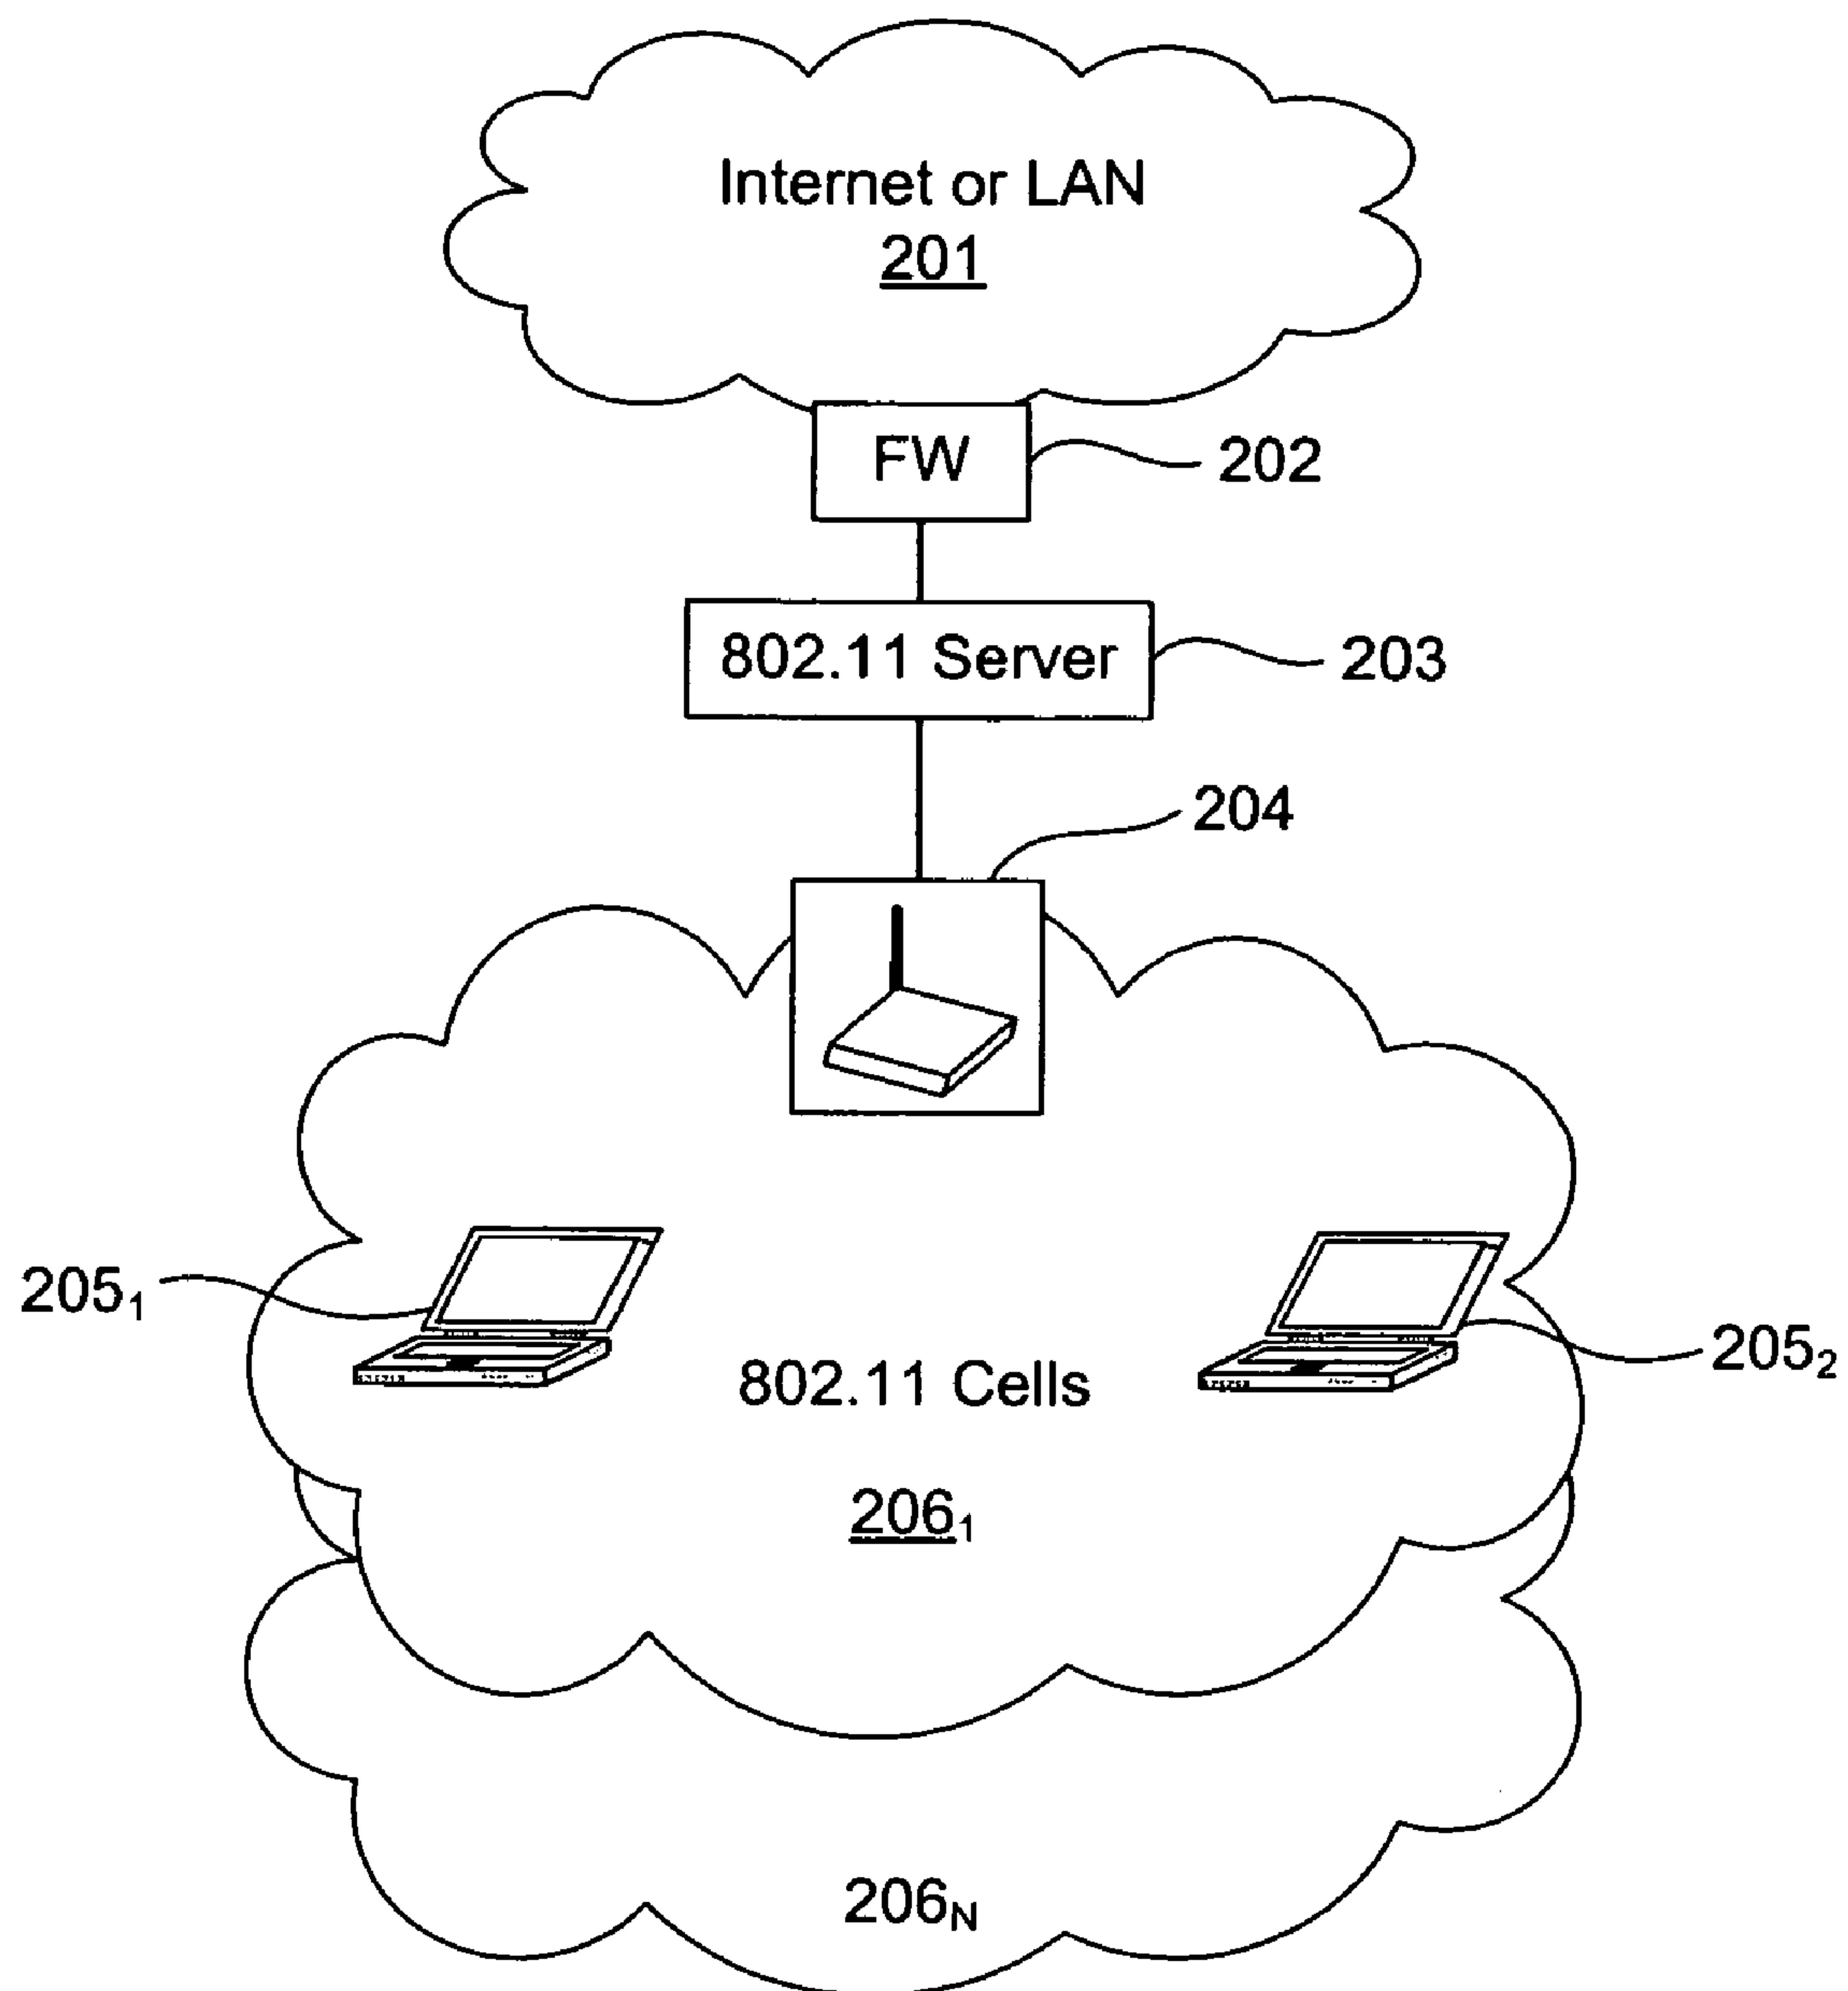 Internet or LAN
201
FW
202
802.11 Server
203
204
205₁
205₂
802.11 Cells
206₁
206ₙ